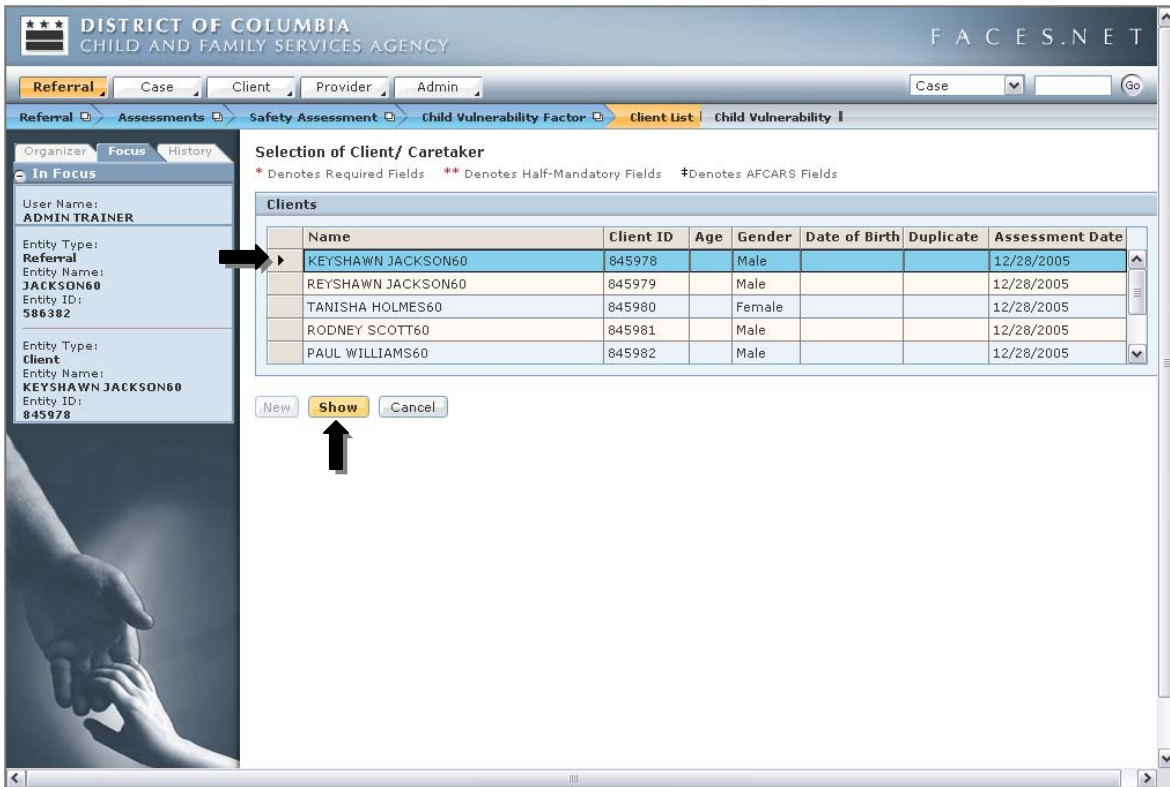 DISTRICT OF COLUMBIA
CHILD AND FAMILY SERVICES AGENCY
FACES.NET
Referral Case Client Provider Admin Case Go
Referral Assessments Safety Assessment Child Vulnerability Factor Client List Child Vulnerability
Organizer Focus History
In Focus
User Name:
ADMIN TRAINER
Entity Type:
Referral
Entity Name:
JACKSON60
Entity ID:
586382
Entity Type:
Client
Entity Name:
KEYSHAWN JACKSON60
Entity ID:
845978
Selection of Client/ Caretaker
* Denotes Required Fields ** Denotes Half-Mandatory Fields ‡Denotes AFCARS Fields
Clients
Name Client ID Age Gender Date of Birth Duplicate Assessment Date
KEYSHAWN JACKSON60 845978 Male 12/28/2005
REYSHAWN JACKSON60 845979 Male 12/28/2005
TANISHA HOLMES60 845980 Female 12/28/2005
RODNEY SCOTT60 845981 Male 12/28/2005
PAUL WILLIAMS60 845982 Male 12/28/2005
New Show Cancel